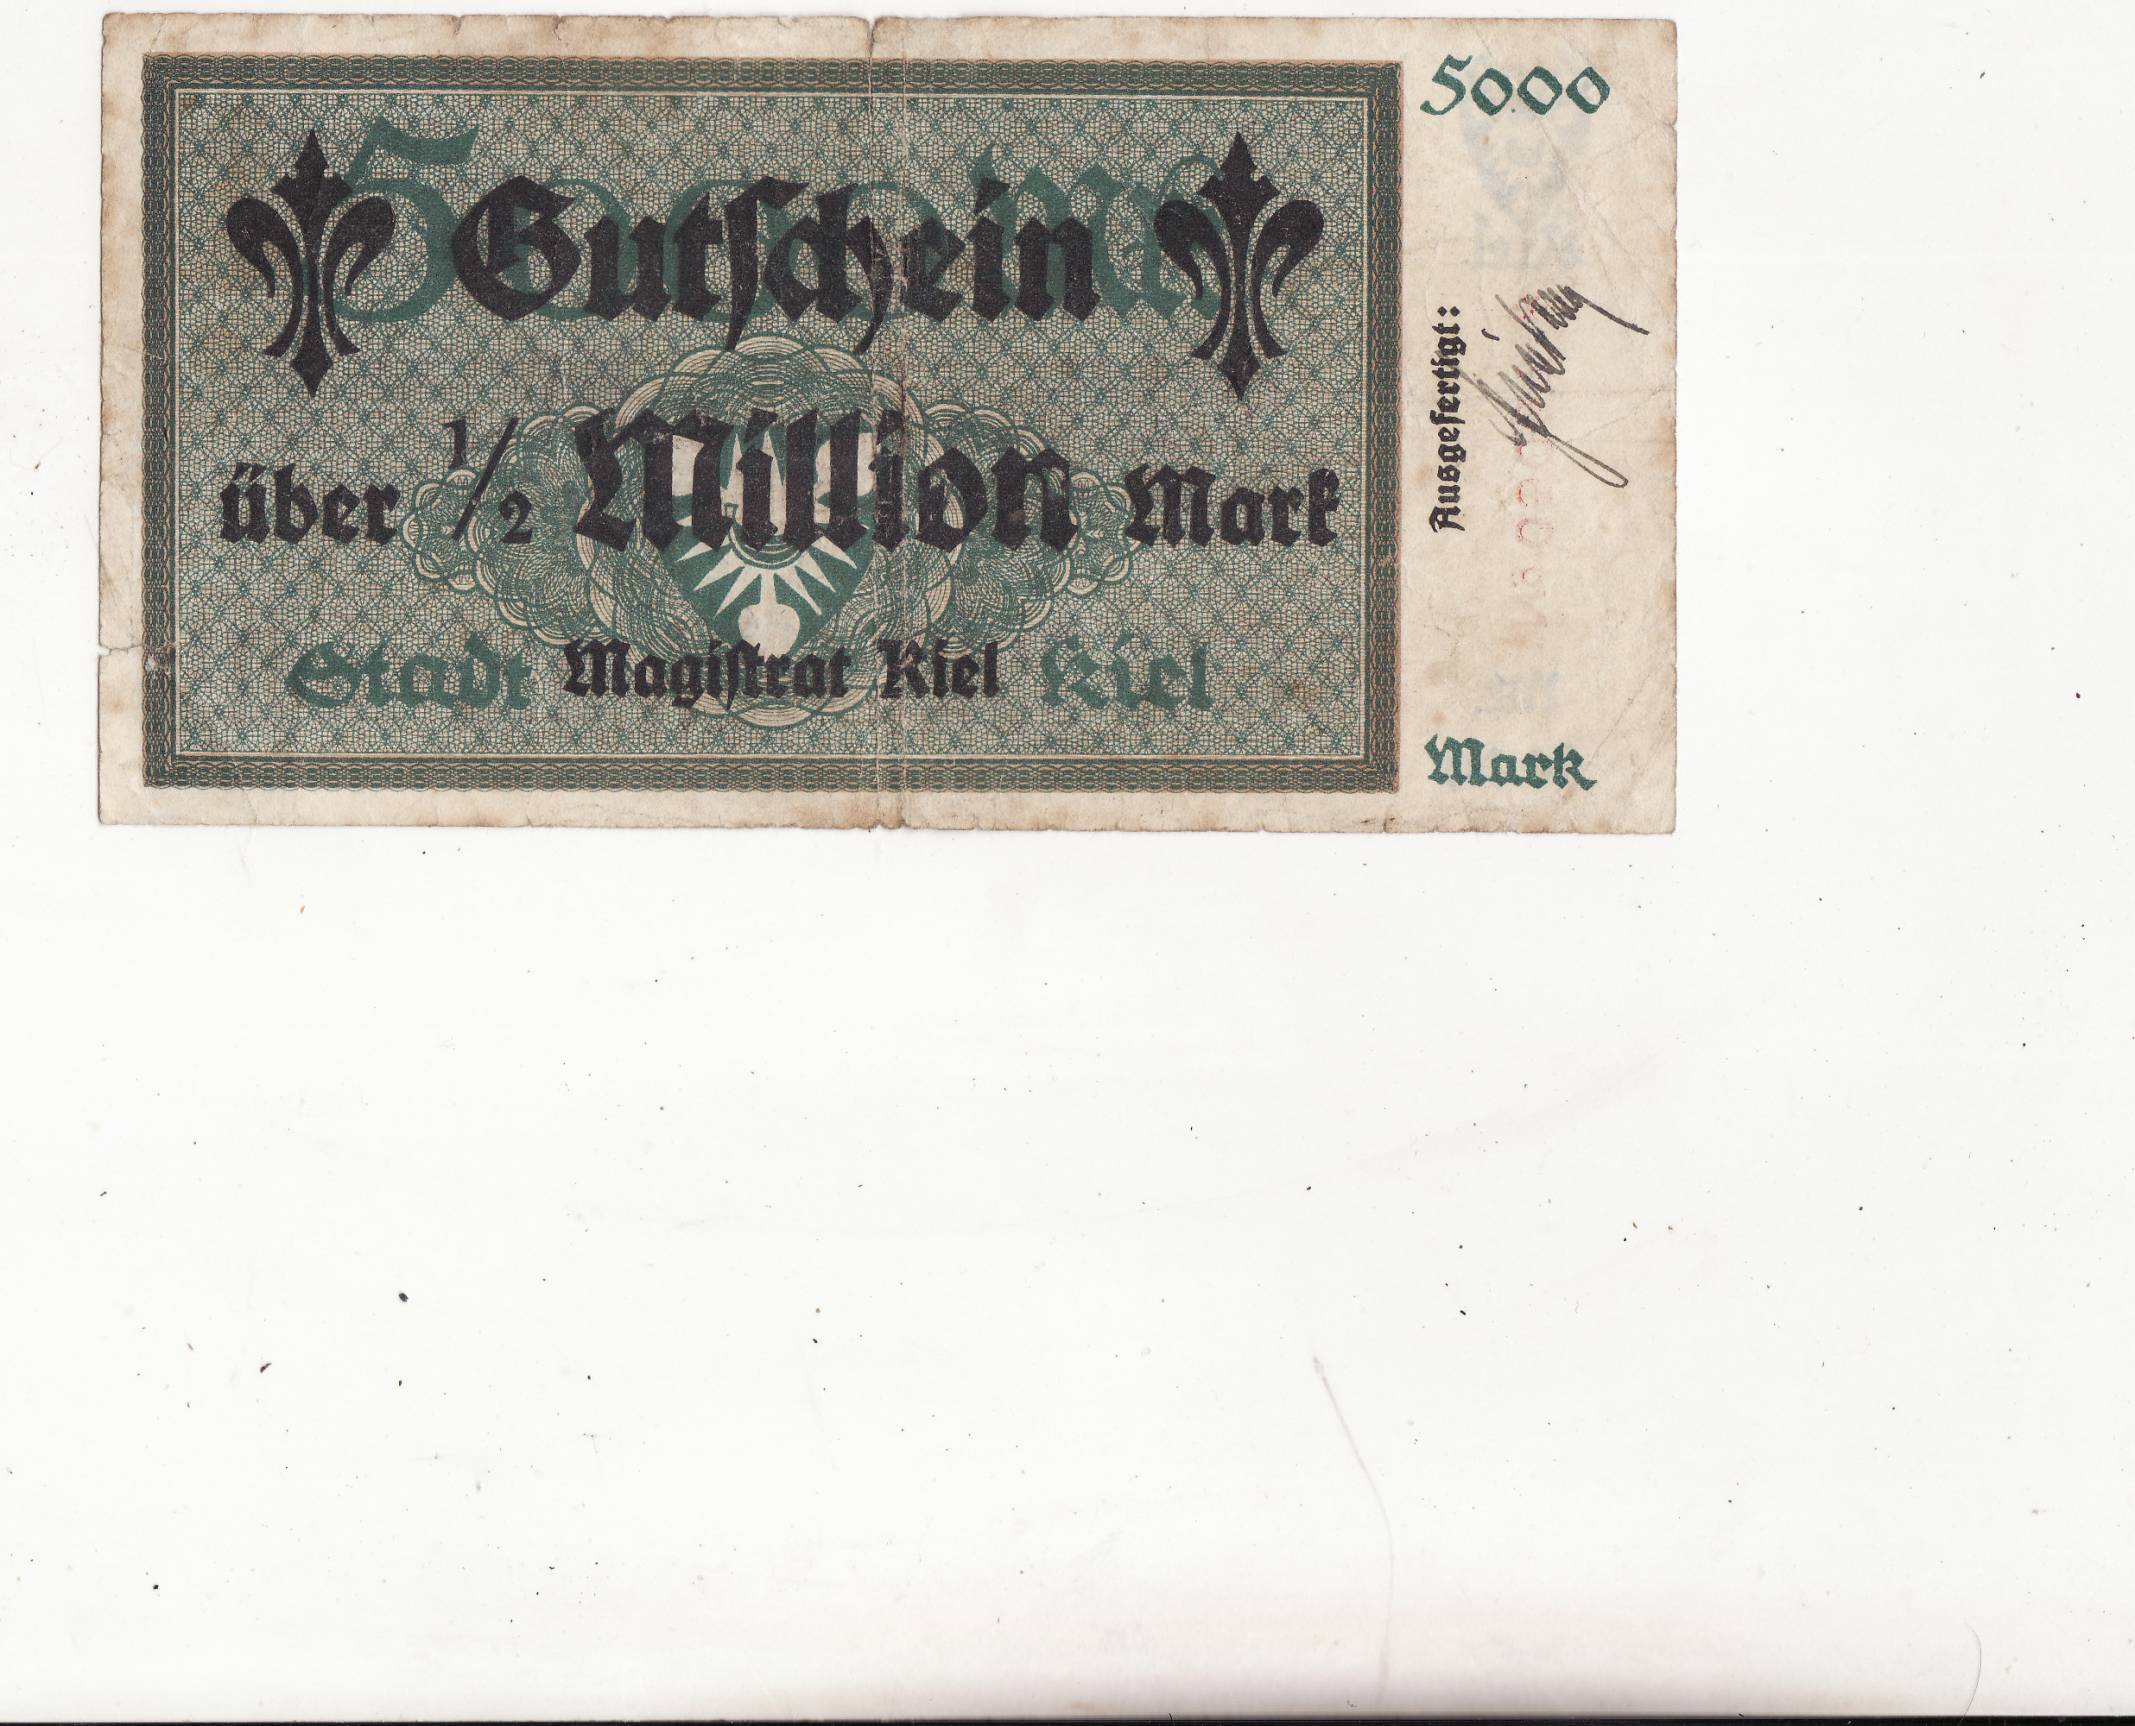 5000
Gutschein
über 1/2 Million Mark
Stadt Magistrat Kiel Kiel
Ausgefertigt:
Mark